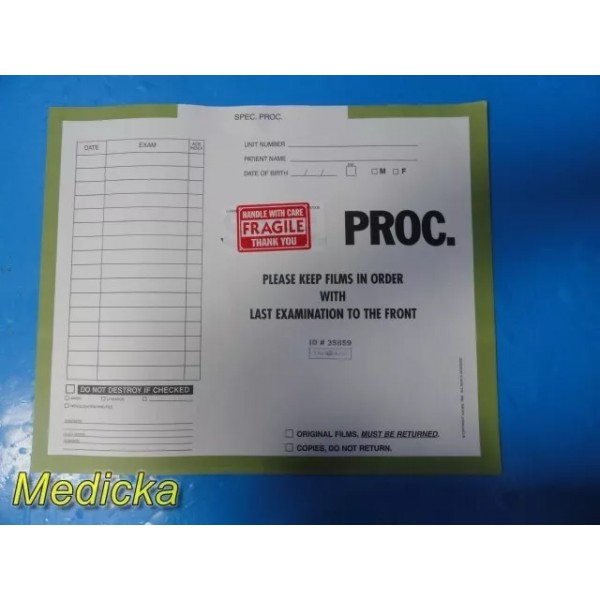 SPEC. PROC.
DATE EXAM
UNIT NUMBER
PATIENT NAME
DATE OF BIRTH / / M F
HANDLE WITH CARE
FRAGILE
THANK YOU
PROC.
PLEASE KEEP FILMS IN ORDER
WITH
LAST EXAMINATION TO THE FRONT
ID # 35859
DO NOT DESTROY IF CHECKED
ORIGINAL FILMS, MUST BE RETURNED.
COPIES, DO NOT RETURN.
Medicka